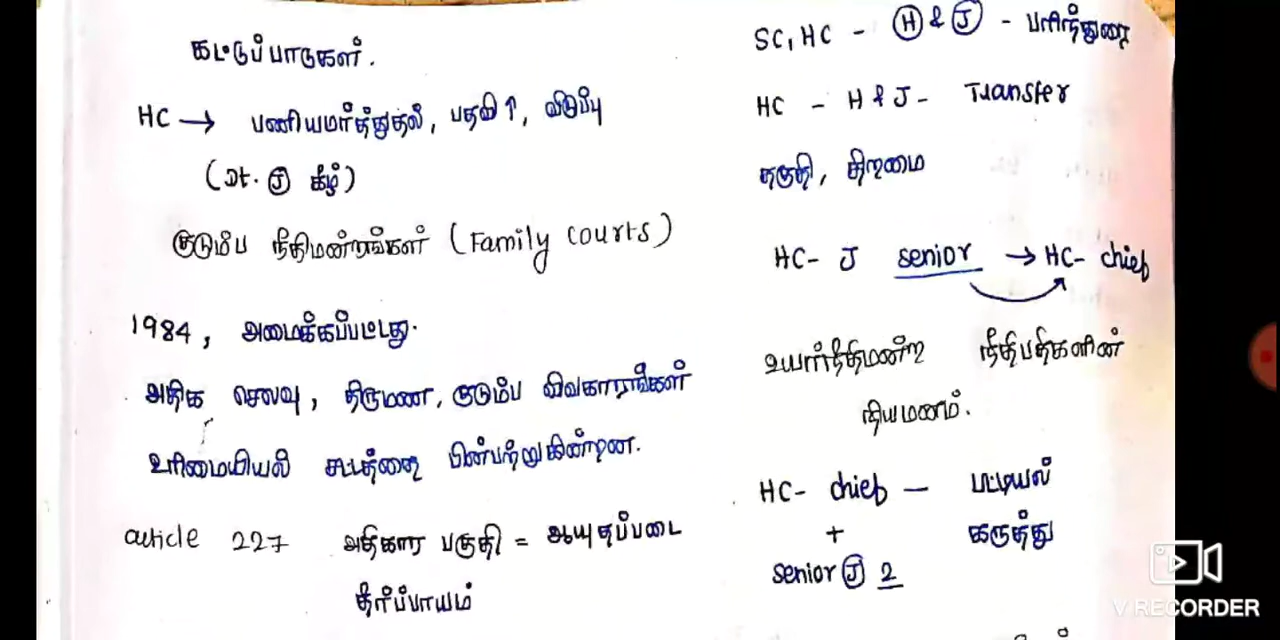 கட்டுப்பாடுகள்.
HC → பணியமர்த்துதல், பதவி↑, விடுப்பு
(Dt. J கீழ்)
குடும்ப நீதிமன்றங்கள் (Family courts)
1984, அமைக்கப்பட்டது.
அதிக செலவு, திருமண, குடும்ப விவகாரங்கள்
உரிமையியல் சட்டத்தை பின்பற்றுகின்றன.
article 227 அதிகார பகுதி = ஆயுதப்படை
தீர்ப்பாயம்
SC, HC - H & J - பரிந்துரை
HC - H & J - Transfer
தகுதி, திறமை
HC - J senior → HC - chief
உயர்நீதிமன்ற நீதிபதிகளின்
நியமணம்.
HC - chief — பட்டியல்
+ கருத்து
senior J 2
V RECORDER